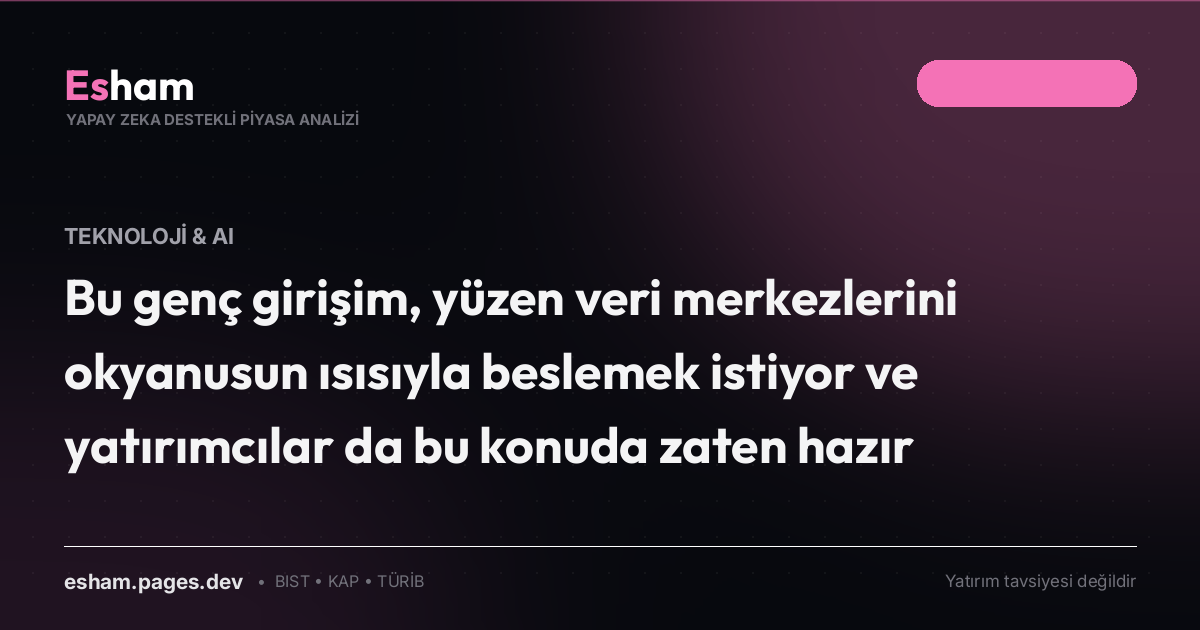 Esham
YAPAY ZEKA DESTEKLİ PİYASA ANALİZİ
TEKNOLOJİ & AI
Bu genç girişim, yüzen veri merkezlerini
okyanusun ısısıyla beslemek istiyor ve
yatırımcılar da bu konuda zaten hazır
esham.pages.dev • BIST • KAP • TÜRİB
Yatırım tavsiyesi değildir